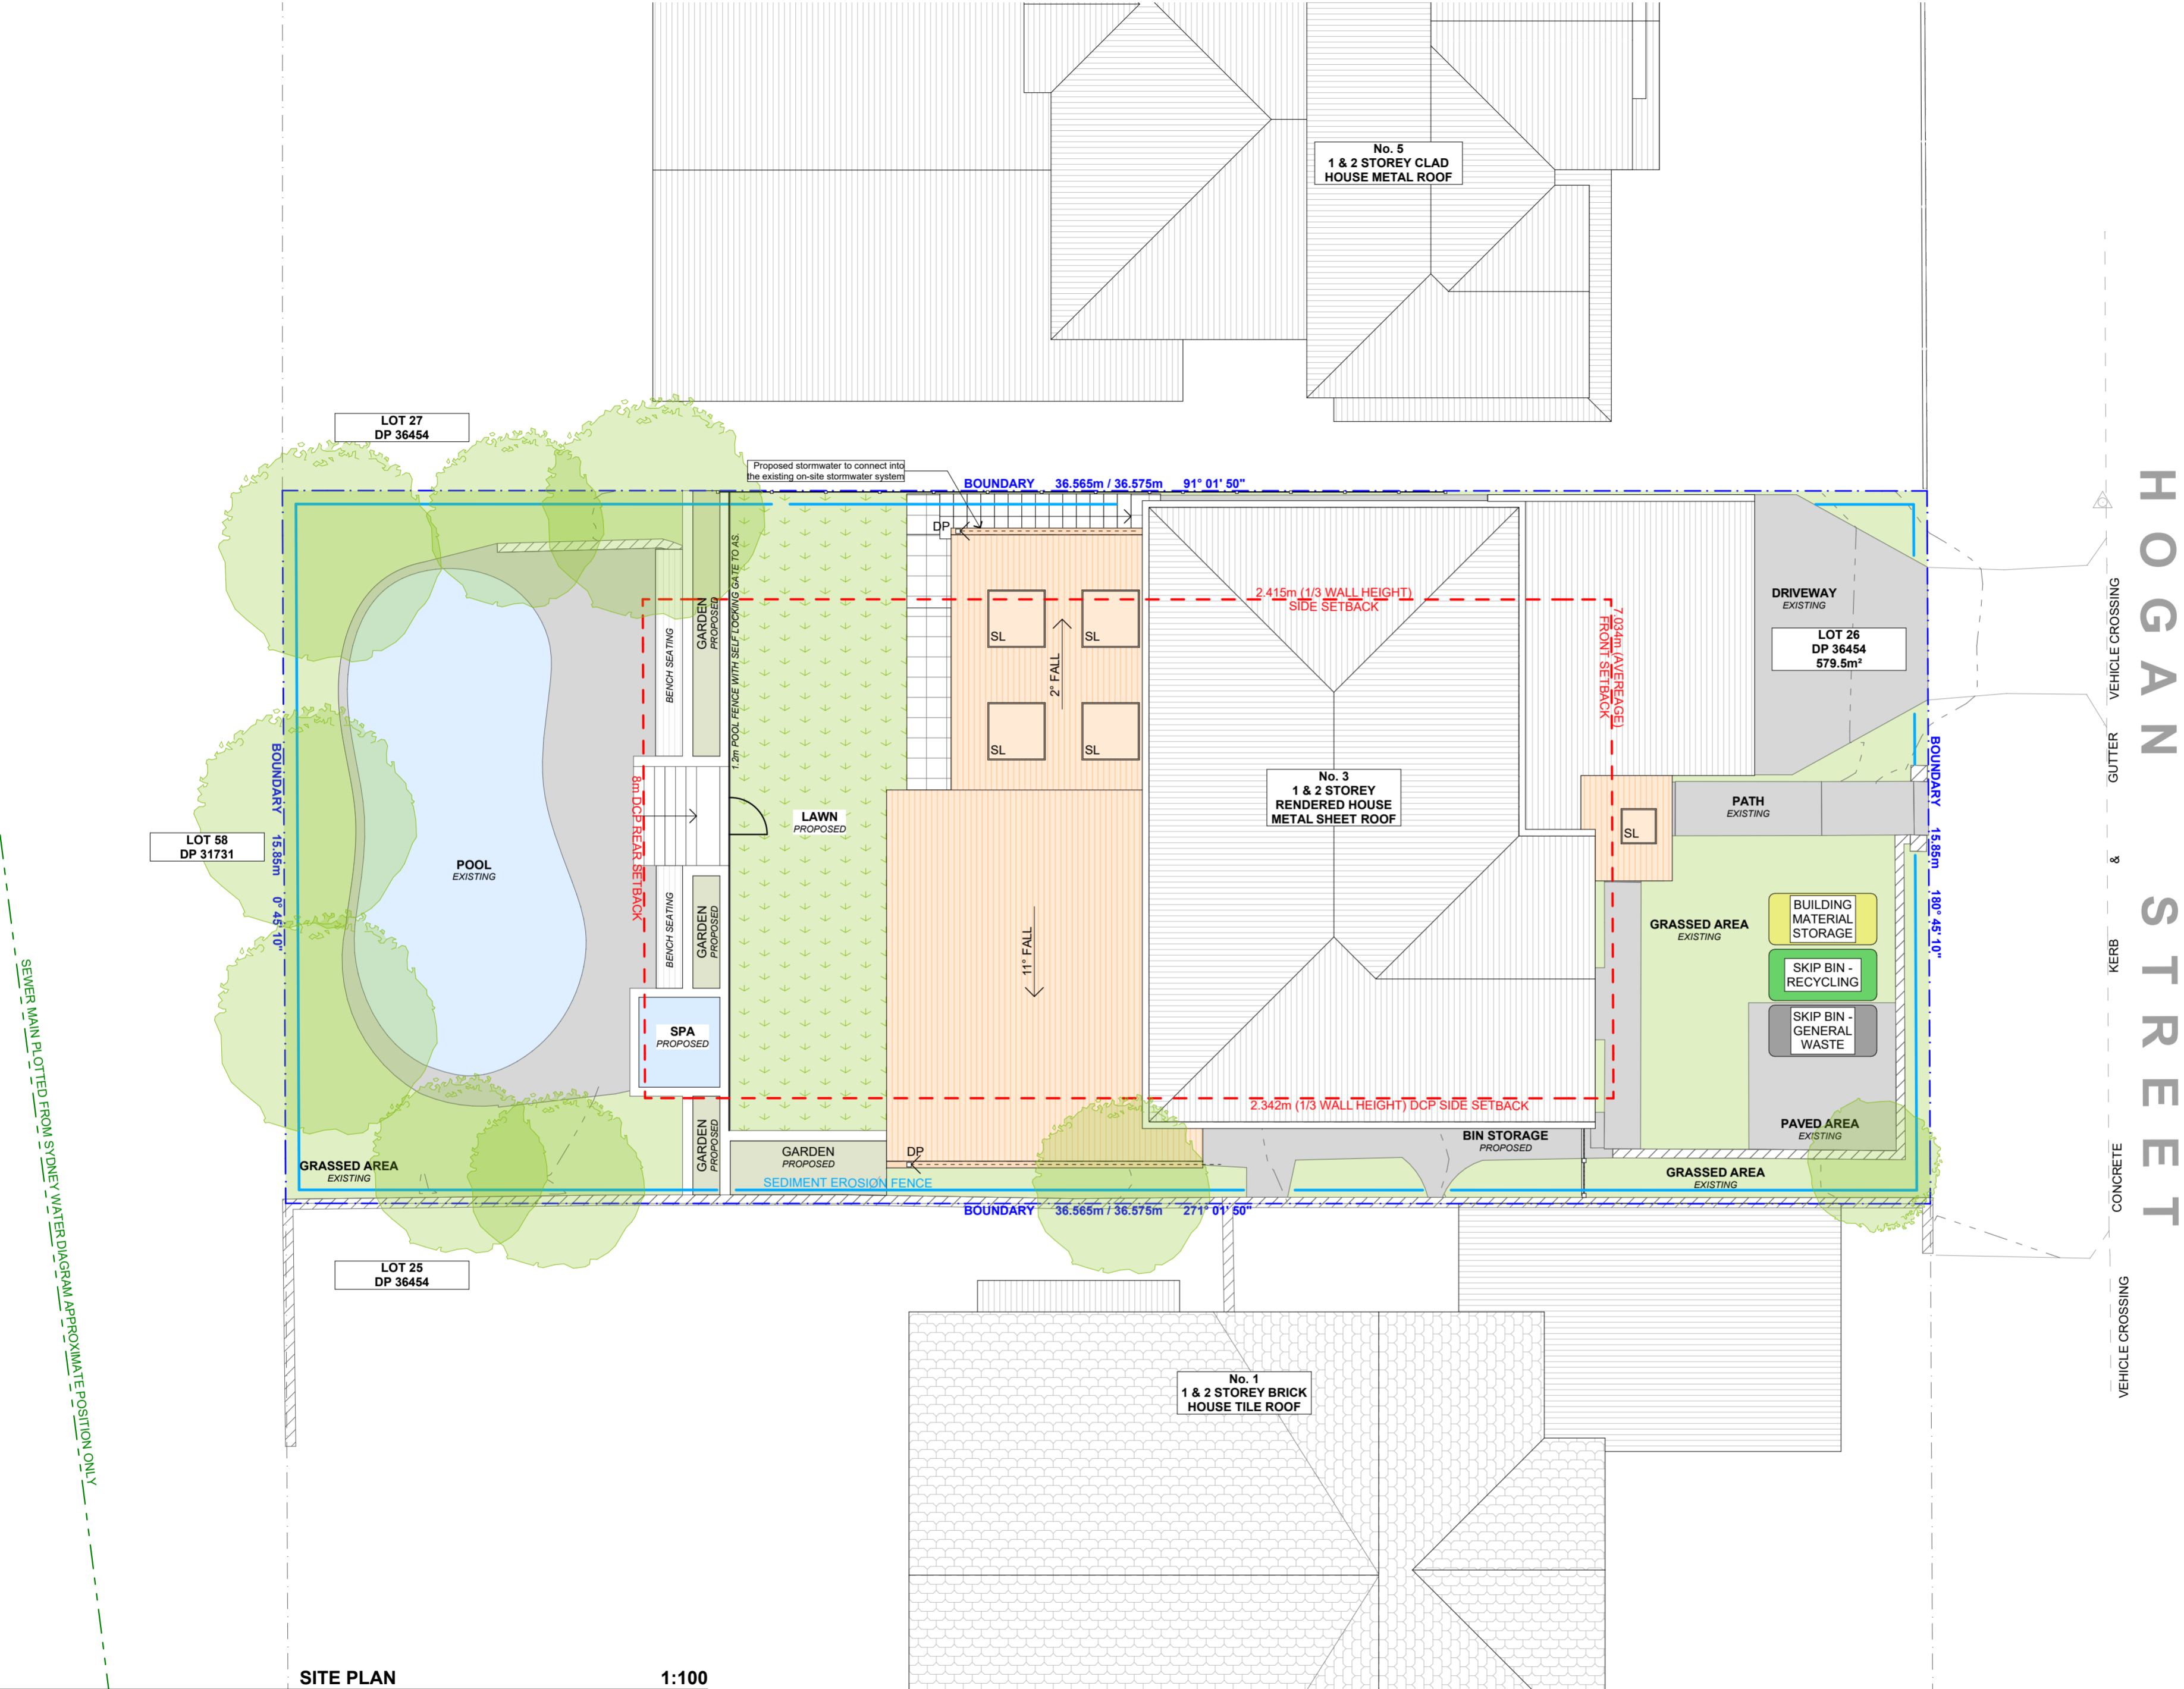 No. 5
1 & 2 STOREY CLAD
HOUSE METAL ROOF
LOT 27
DP 36454
Proposed stormwater to connect into
the existing on-site stormwater system
BOUNDARY 36.565m / 36.575m 91° 01' 50"
DP
GARDEN
PROPOSED
BENCH SEATING
1.2m POOL FENCE WITH SELF LOCKING GATE TO AS.
SL
SL
SL
SL
2° FALL
2.415m (1/3 WALL HEIGHT)
SIDE SETBACK
7.034m (AVEREAGE)
FRONT SETBACK
DRIVEWAY
EXISTING
LOT 26
DP 36454
579.5m²
VEHICLE CROSSING
HOGAN STREET
BOUNDARY 15.85m 0° 45' 10"
8m DCP REAR SETBACK
LAWN
PROPOSED
No. 3
1 & 2 STOREY
RENDERED HOUSE
METAL SHEET ROOF
SL
PATH
EXISTING
BOUNDARY 15.85m 180° 45' 10"
GUTTER
&
KERB
CONCRETE
LOT 58
DP 31731
POOL
EXISTING
BENCH SEATING
GARDEN
PROPOSED
11° FALL
GRASSED AREA
EXISTING
BUILDING
MATERIAL
STORAGE
SKIP BIN -
RECYCLING
SKIP BIN -
GENERAL
WASTE
SPA
PROPOSED
2.342m (1/3 WALL HEIGHT) DCP SIDE SETBACK
PAVED AREA
EXISTING
BIN STORAGE
PROPOSED
GARDEN
PROPOSED
GARDEN
PROPOSED
DP
GRASSED AREA
EXISTING
GRASSED AREA
EXISTING
SEDIMENT EROSION FENCE
BOUNDARY 36.565m / 36.575m 271° 01' 50"
SEWER MAIN PLOTTED FROM SYDNEY WATER DIAGRAM APPROXIMATE POSITION ONLY
LOT 25
DP 36454
VEHICLE CROSSING
No. 1
1 & 2 STOREY BRICK
HOUSE TILE ROOF
SITE PLAN 1:100